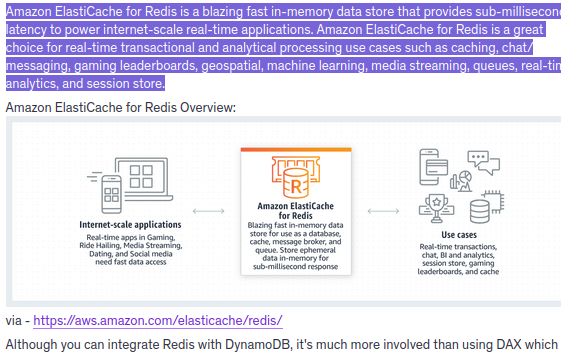 Amazon ElastiCache for Redis is a blazing fast in-memory data store that provides sub-millisecond
latency to power internet-scale real-time applications. Amazon ElastiCache for Redis is a great
choice for real-time transactional and analytical processing use cases such as caching, chat/
messaging, gaming leaderboards, geospatial, machine learning, media streaming, queues,
analytics, and session store.
Amazon ElastiCache for Redis Overview:
Internet-scale applications
Real-time apps in Gaming,
Ride Hailing, Media Streaming,
Dating, and Social media
need fast data access
R
Amazon ElastiCache
for Redis
Blazing fast in-memory data
store for use as a database,
cache, message broker, and
queue. Store ephemeral
data in-memory for
sub-millisecond response
Use cases
Real-time transactions,
chat, BI and analytics,
session store, gaming
leaderboards, and cache
via - https://aws.amazon.com/elasticache/redis/
Although you can integrate Redis with DynamoDB, it's much more involved than using DAX which